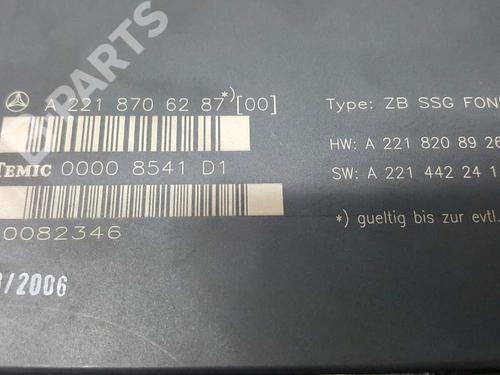 B-PARTS
A 221 870 62 87*)[00]
Type: ZB SSG FON
HW: A 221 820 89 26
TEMIC 0000 8541 D1
SW: A 221 442 24 1
*) gueltig bis zur evtl.
0082346
/2006